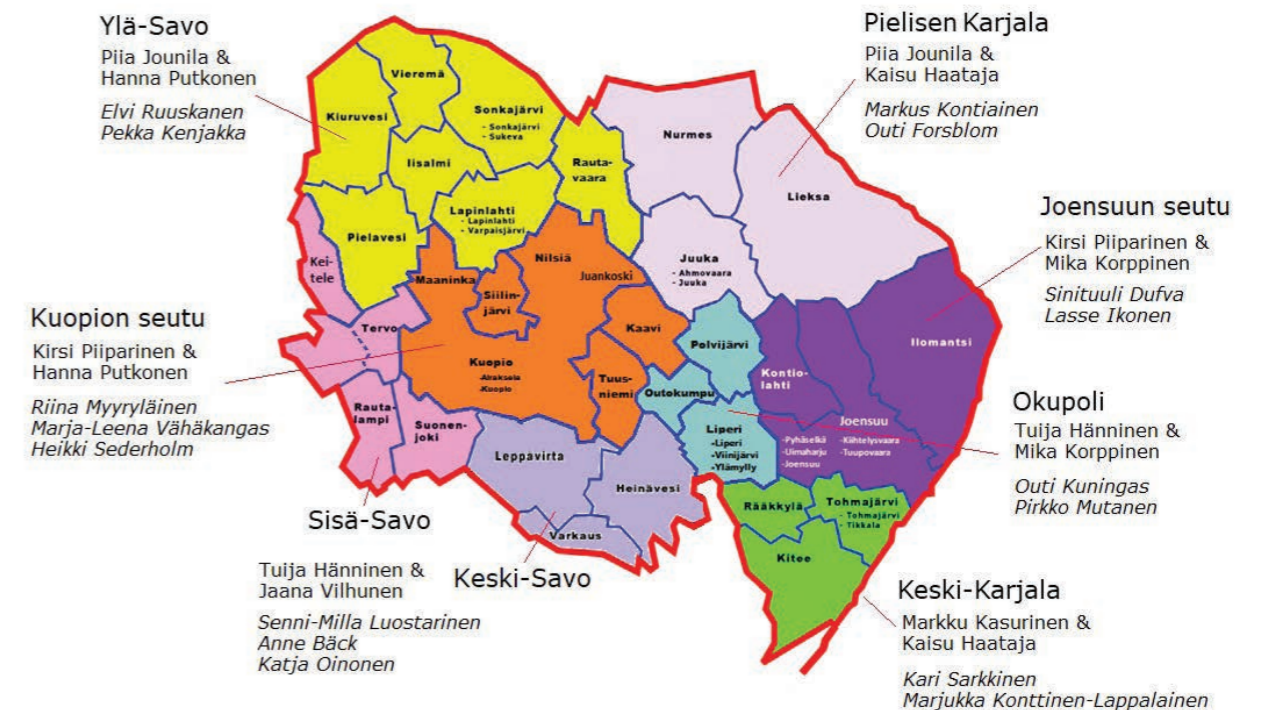 Ylä-Savo
Piia Jounila &
Hanna Putkonen
Elvi Ruuskanen
Pekka Kenjakka
Pielisen Karjala
Piia Jounila &
Kaisu Haataja
Markus Kontiainen
Outi Forsblom
Joensuun seutu
Kirsi Piiparinen &
Mika Korppinen
Sinituuli Dufva
Lasse Ikonen
Kuopion seutu
Kirsi Piiparinen &
Hanna Putkonen
Riina Myyryläinen
Marja-Leena Vähäkangas
Heikki Sederholm
Okupoli
Tuija Hänninen &
Mika Korppinen
Outi Kuningas
Pirkko Mutanen
Sisä-Savo
Keski-Savo
Tuija Hänninen &
Jaana Vilhunen
Senni-Milla Luostarinen
Anne Bäck
Katja Oinonen
Keski-Karjala
Markku Kasurinen &
Kaisu Haataja
Kari Sarkkinen
Marjukka Konttinen-Lappalainen
Vieremä
Kiuruvesi
Sonkajärvi
- Sonkajärvi
- Sukeva
Iisalmi
Rauta-
vaara
Lapinlahti
- Lapinlahti
- Varpaisjärvi
Pielavesi
Nurmes
Lieksa
Juuka
- Ahmovaara
- Juuka
Kei-
tele
Maaninka
Nilsiä
Juankoski
Siilin-
järvi
Tervo
Kaavi
Polvijärvi
Ilomantsi
Kuopio
-Kuopio
Tuus-
niemi
Outokumpu
Kontio-
lahti
Rauta-
lampi
Suonen-
joki
Liperi
-Liperi
-Viinijärvi
-Ylämylly
Joensuu
-Pyhäselkä
-Uimaharju
-Joensuu
-Kiihtelysvaara
-Tuupovaara
Leppävirta
Heinävesi
Varkaus
Rääkkylä
Tohmajärvi
- Tohmajärvi
- Tikkala
Kitee